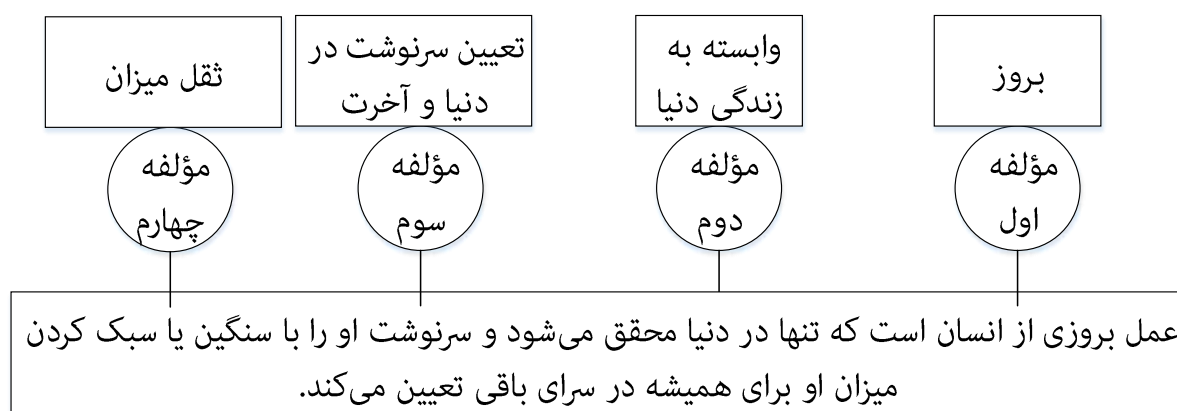 بروز
مؤلفه
اول
وابسته به
زندگی دنیا
مؤلفه
دوم
تعیین سرنوشت در
دنیا و آخرت
مؤلفه
سوم
ثقل میزان
مؤلفه
چهارم
عمل بروزی از انسان است که تنها در دنیا محقق می‌شود و سرنوشت او را با سنگین یا سبک کردن
میزان او برای همیشه در سرای باقی تعیین می‌کند.